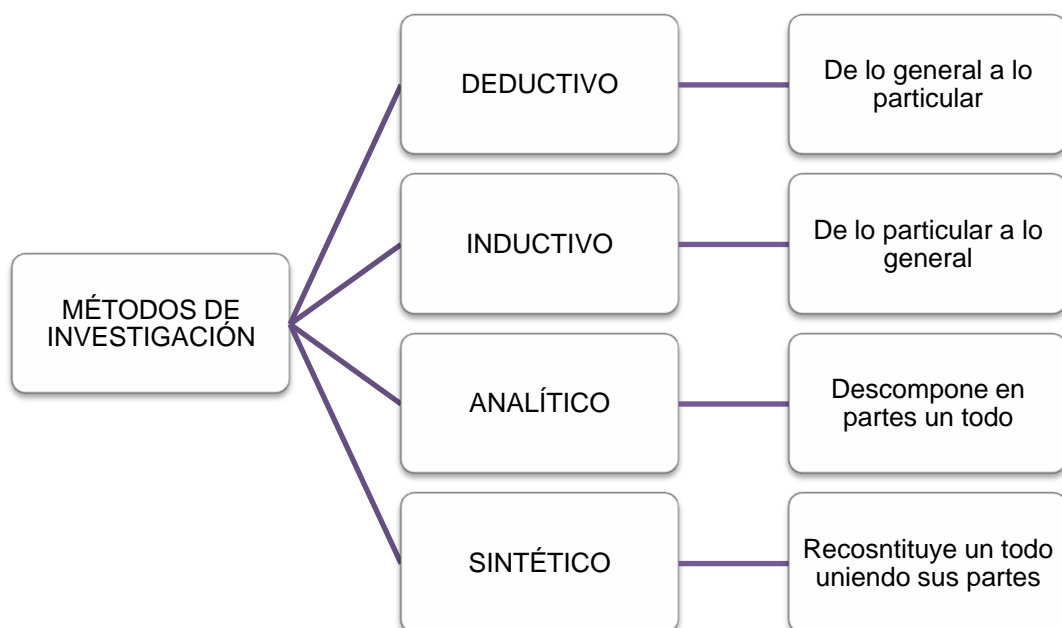 MÉTODOS DE
INVESTIGACIÓN
DEDUCTIVO
De lo general a lo
particular
INDUCTIVO
De lo particular a lo
general
ANALÍTICO
Descompone en
partes un todo
SINTÉTICO
Recosntituye un todo
uniendo sus partes